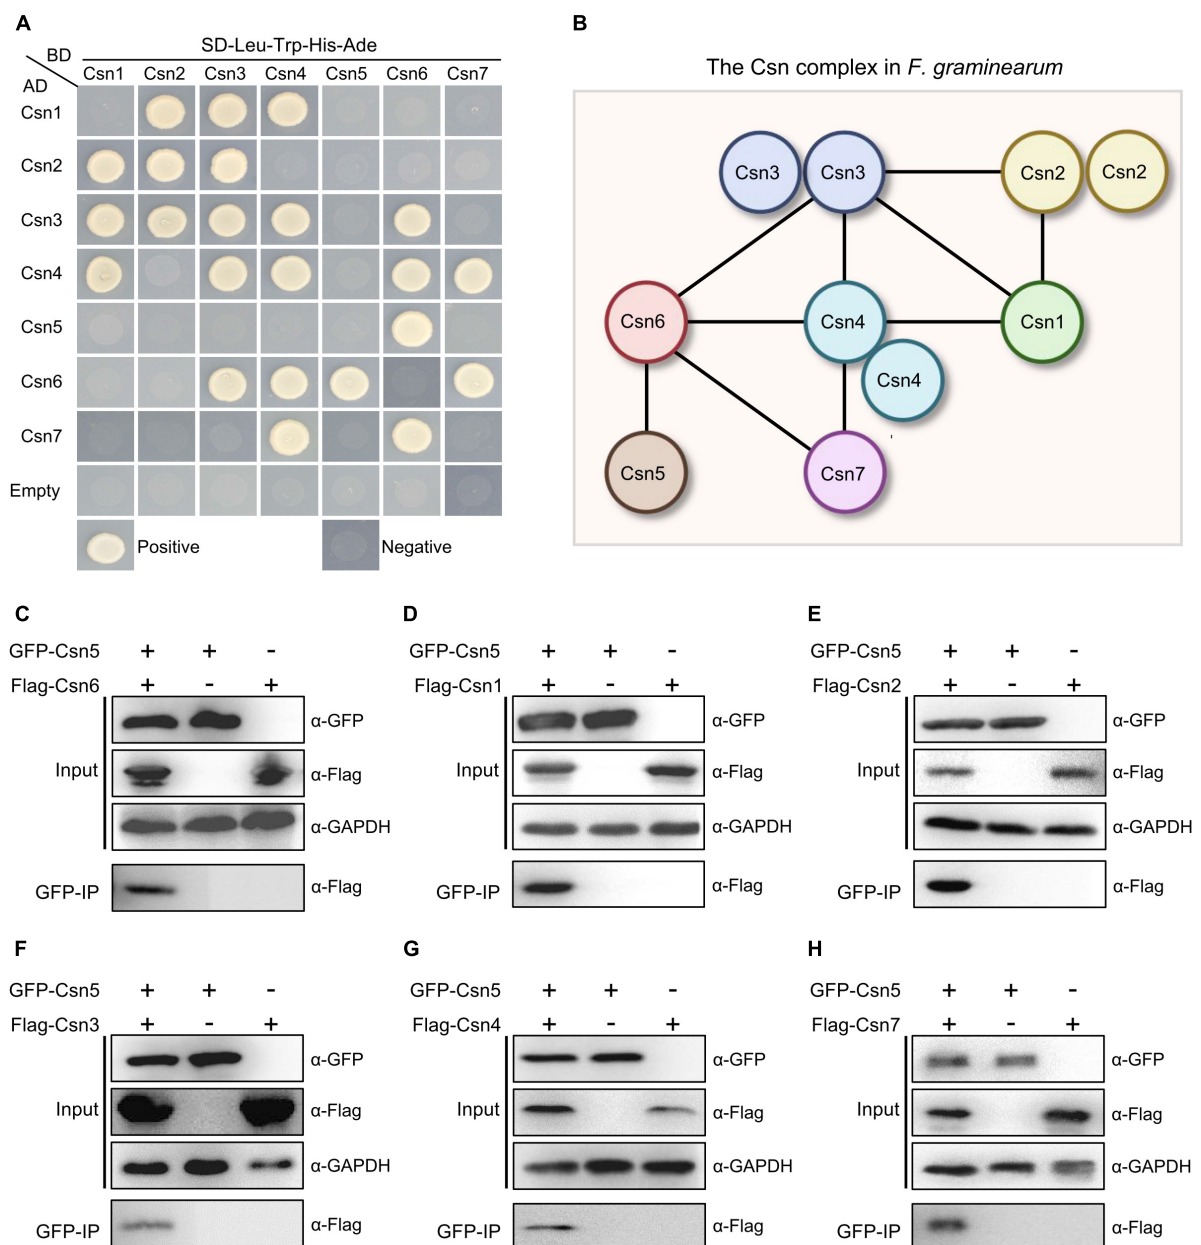 A
SD-Leu-Trp-His-Ade
BD
AD
Csn1 Csn2 Csn3 Csn4 Csn5 Csn6 Csn7
Csn1
Csn2
Csn3
Csn4
Csn5
Csn6
Csn7
Empty
Positive Negative
B
The Csn complex in F. graminearum
Csn3 Csn3 Csn2 Csn2
Csn6 Csn4 Csn1
Csn4
Csn5 Csn7
C
GFP-Csn5 + + -
Flag-Csn6 + - +
Input
α-GFP
α-Flag
α-GAPDH
GFP-IP α-Flag
D
GFP-Csn5 + + -
Flag-Csn1 + - +
Input
α-GFP
α-Flag
α-GAPDH
GFP-IP α-Flag
E
GFP-Csn5 + + -
Flag-Csn2 + - +
Input
α-GFP
α-Flag
α-GAPDH
GFP-IP α-Flag
F
GFP-Csn5 + + -
Flag-Csn3 + - +
Input
α-GFP
α-Flag
α-GAPDH
GFP-IP α-Flag
G
GFP-Csn5 + + -
Flag-Csn4 + - +
Input
α-GFP
α-Flag
α-GAPDH
GFP-IP α-Flag
H
GFP-Csn5 + + -
Flag-Csn7 + - +
Input
α-GFP
α-Flag
α-GAPDH
GFP-IP α-Flag